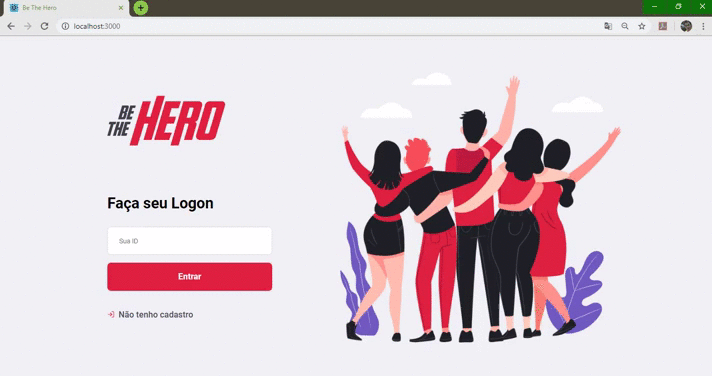 Be The Hero
localhost:3000
BE
THE HERO
Faça seu Logon
Sua ID
Entrar
Não tenho cadastro